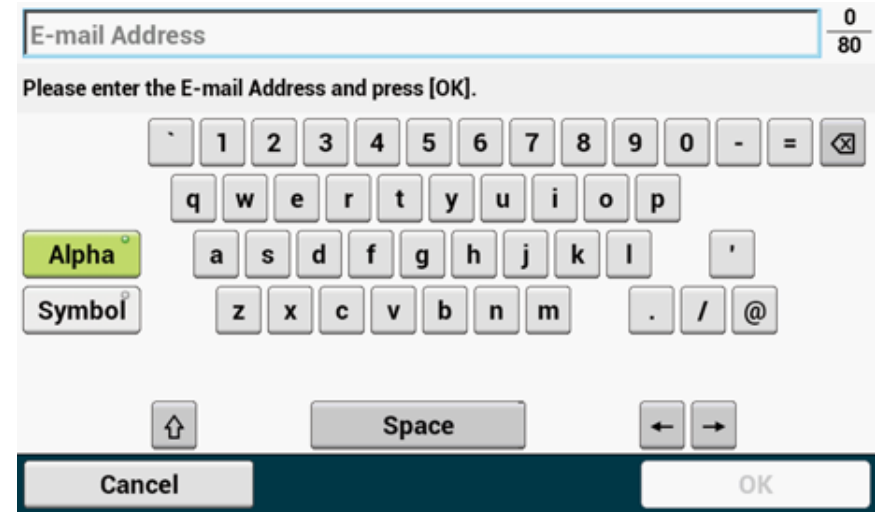 E-mail Address
0
80
Please enter the E-mail Address and press [OK].
` 1 2 3 4 5 6 7 8 9 0 - =
q w e r t y u i o p
Alpha a s d f g h j k l '
Symbol z x c v b n m . / @
Space ← →
Cancel OK